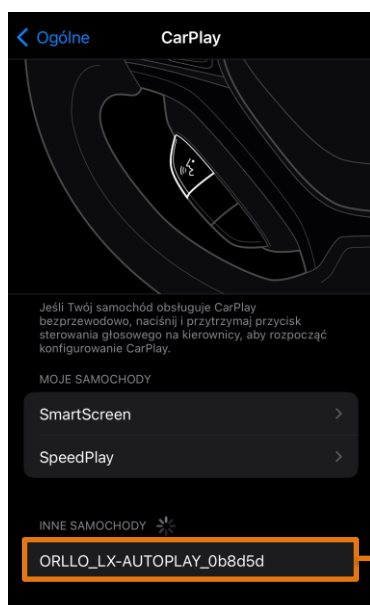 Ogólne
CarPlay
Jeśli Twój samochód obsługuje CarPlay
bezprzewodowo, naciśnij i przytrzymaj przycisk
sterowania głosowego na kierownicy, aby rozpocząć
konfigurowanie CarPlay.
MOJE SAMOCHODY
SmartScreen
SpeedPlay
INNE SAMOCHODY
ORLLO_LX-AUTOPLAY_0b8d5d